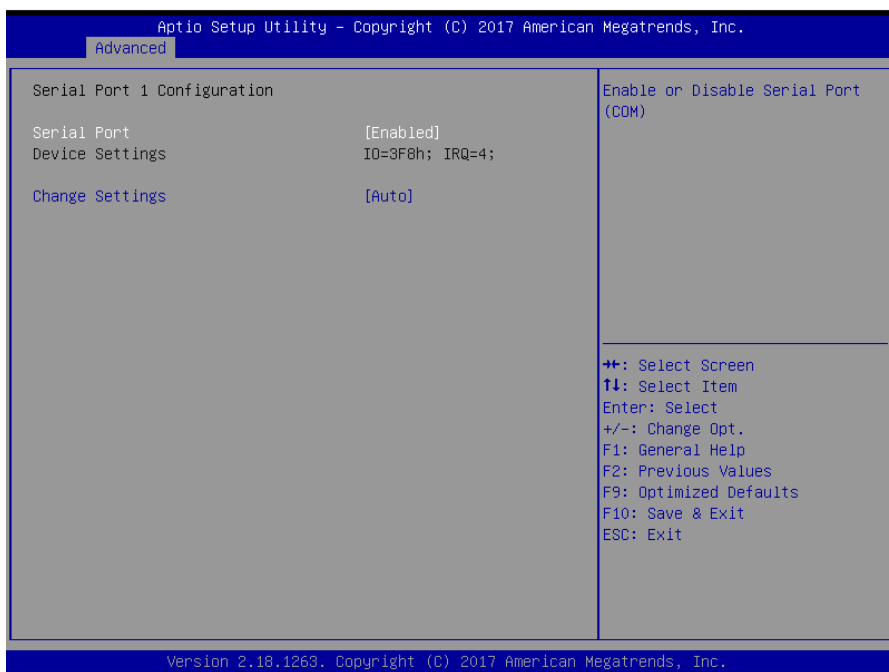 Aptio Setup Utility – Copyright (C) 2017 American Megatrends, Inc.
Advanced
Serial Port 1 Configuration
Serial Port [Enabled]
Device Settings IO=3F8h; IRQ=4;
Change Settings [Auto]
Enable or Disable Serial Port
(COM)
→←: Select Screen
↑↓: Select Item
Enter: Select
+/-: Change Opt.
F1: General Help
F2: Previous Values
F9: Optimized Defaults
F10: Save & Exit
ESC: Exit
Version 2.18.1263. Copyright (C) 2017 American Megatrends, Inc.